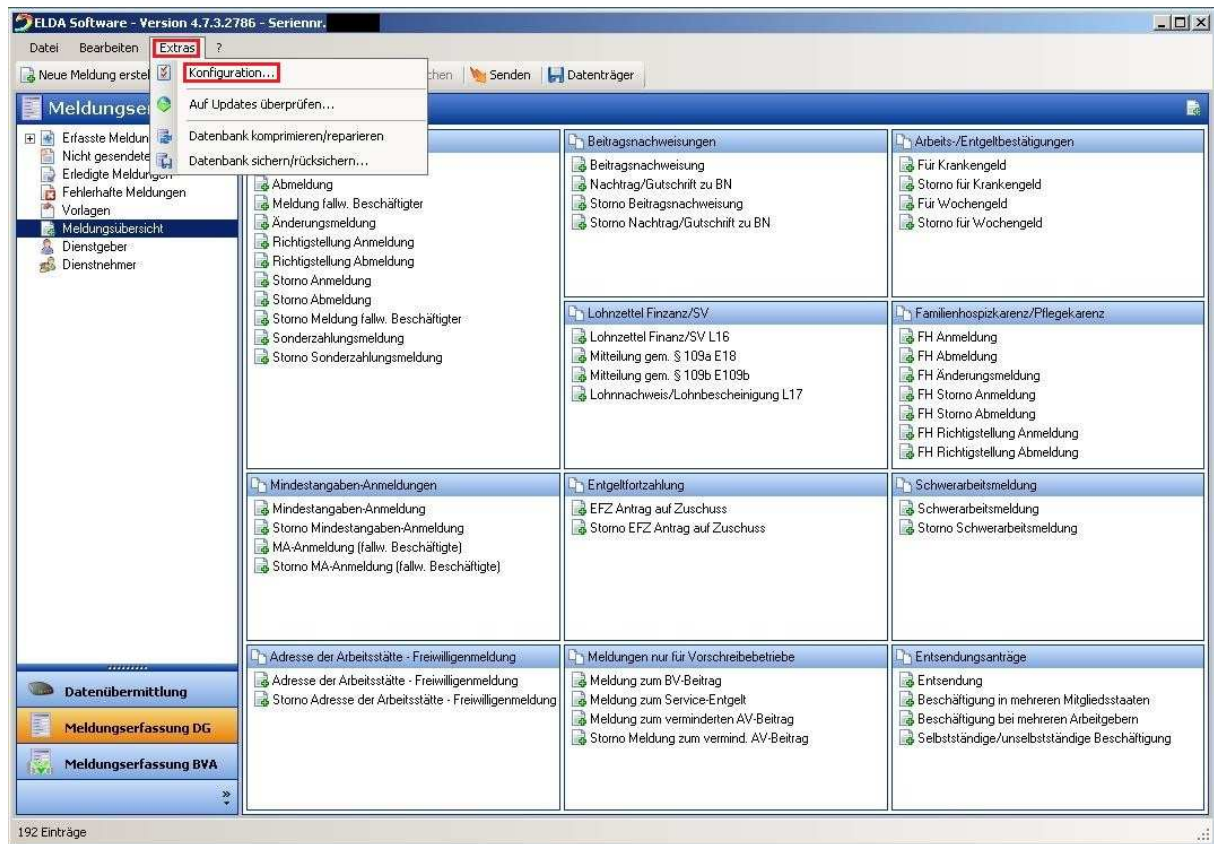 ELDA Software - Version 4.7.3.2786 - Seriennr.
Datei Bearbeiten Extras ?
Neue Meldung erstel
Senden
Datenträger
Konfiguration...
Auf Updates überprüfen...
Datenbank komprimieren/reparieren
Datenbank sichern/rücksichern...
Erfasste Meldun
Nicht gesendete
Erledigte Meldungen
Fehlerhafte Meldungen
Vorlagen
Meldungsübersicht
Dienstgeber
Dienstnehmer
Datenübermittlung
Meldungserfassung DG
Meldungserfassung BVA
Abmeldung
Meldung fallw. Beschäftigter
Änderungsmeldung
Richtigstellung Anmeldung
Richtigstellung Abmeldung
Storno Anmeldung
Storno Abmeldung
Storno Meldung fallw. Beschäftigter
Sonderzahlungsmeldung
Storno Sonderzahlungsmeldung
Beitragsnachweisungen
Beitragsnachweisung
Nachtrag/Gutschrift zu BN
Storno Beitragsnachweisung
Storno Nachtrag/Gutschrift zu BN
Arbeits-/Entgeltbestätigungen
Für Krankengeld
Storno für Krankengeld
Für Wochengeld
Storno für Wochengeld
Lohnzettel Finzanz/SV
Lohnzettel Finanz/SV L16
Mitteilung gem. § 109a E18
Mitteilung gem. § 109b E109b
Lohnnachweis/Lohnbescheinigung L17
Familienhospizkarenz/Pflegekarenz
FH Anmeldung
FH Abmeldung
FH Änderungsmeldung
FH Storno Anmeldung
FH Storno Abmeldung
FH Richtigstellung Anmeldung
FH Richtigstellung Abmeldung
Mindestangaben-Anmeldungen
Mindestangaben-Anmeldung
Storno Mindestangaben-Anmeldung
MA-Anmeldung (fallw. Beschäftigte)
Storno MA-Anmeldung (fallw. Beschäftigte)
Entgeltfortzahlung
EFZ Antrag auf Zuschuss
Storno EFZ Antrag auf Zuschuss
Schwerarbeitsmeldung
Schwerarbeitsmeldung
Storno Schwerarbeitsmeldung
Adresse der Arbeitsstätte - Freiwilligenmeldung
Adresse der Arbeitsstätte - Freiwilligenmeldung
Storno Adresse der Arbeitsstätte - Freiwilligenmeldung
Meldungen nur für Vorschreibebetriebe
Meldung zum BV-Beitrag
Meldung zum Service-Entgelt
Meldung zum verminderten AV-Beitrag
Storno Meldung zum vermind. AV-Beitrag
Entsendungsanträge
Entsendung
Beschäftigung in mehreren Mitgliedsstaaten
Beschäftigung bei mehreren Arbeitgebern
Selbstständige/unselbstständige Beschäftigung
192 Einträge